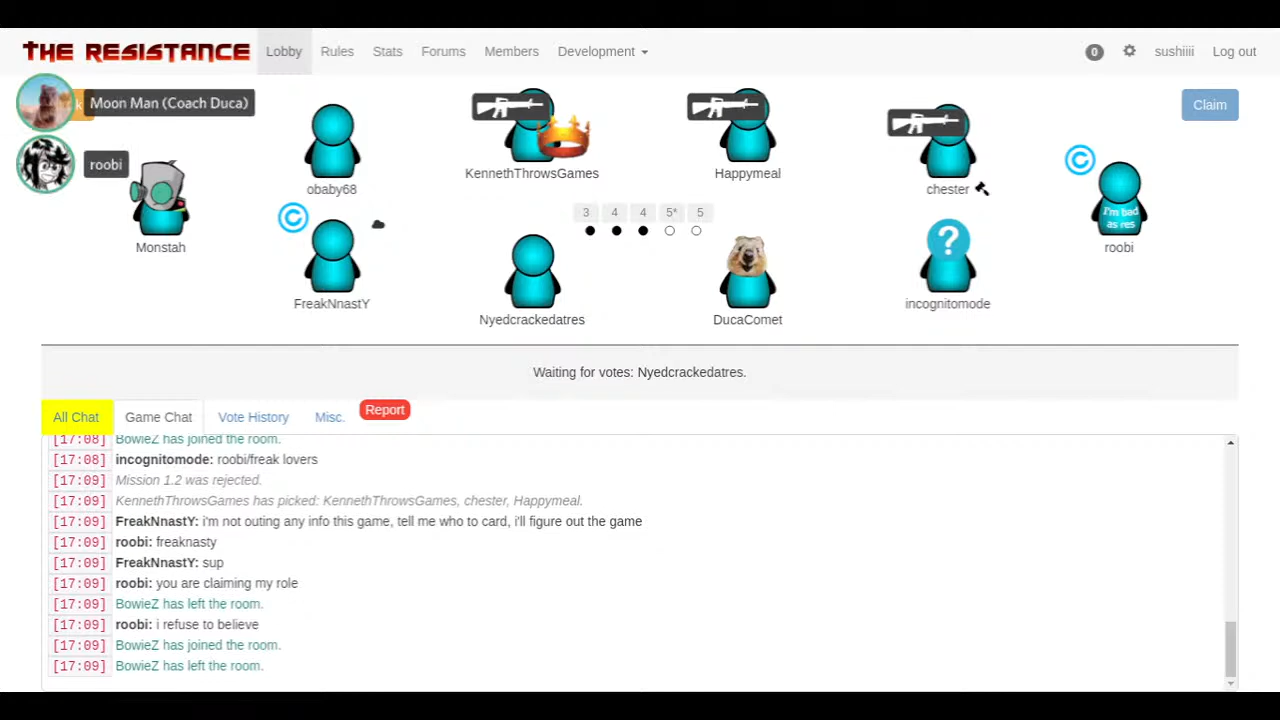 THE RESISTANCE Lobby Rules Stats Forums Members Development 0 sushiiii Log out
Moon Man (Coach Duca)
Claim
roobi
obaby68
KennethThrowsGames
Happymeal
chester
Monstah
I'm bad
as res
roobi
3 4 4 5* 5
FreakNnastY
Nyedcrackedatres
DucaComet
?
incognitomode
Waiting for votes: Nyedcrackedatres.
All Chat Game Chat Vote History Misc. Report
[17:08] BowieZ has joined the room.
[17:08] incognitomode: roobi/freak lovers
[17:09] Mission 1.2 was rejected.
[17:09] KennethThrowsGames has picked: KennethThrowsGames, chester, Happymeal.
[17:09] FreakNnastY: i'm not outing any info this game, tell me who to card, i'll figure out the game
[17:09] roobi: freaknasty
[17:09] FreakNnastY: sup
[17:09] roobi: you are claiming my role
[17:09] BowieZ has left the room.
[17:09] roobi: i refuse to believe
[17:09] BowieZ has joined the room.
[17:09] BowieZ has left the room.